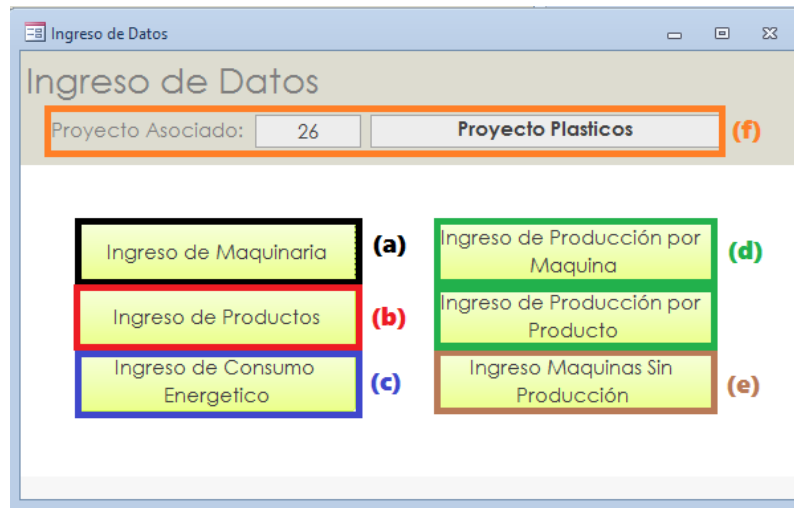 Ingreso de Datos
Ingreso de Datos
Proyecto Asociado: 26 Proyecto Plasticos (f)
Ingreso de Maquinaria (a)
Ingreso de Productos (b)
Ingreso de Consumo
Energetico (c)
Ingreso de Producción por
Maquina (d)
Ingreso de Producción por
Producto
Ingreso Maquinas Sin
Producción (e)